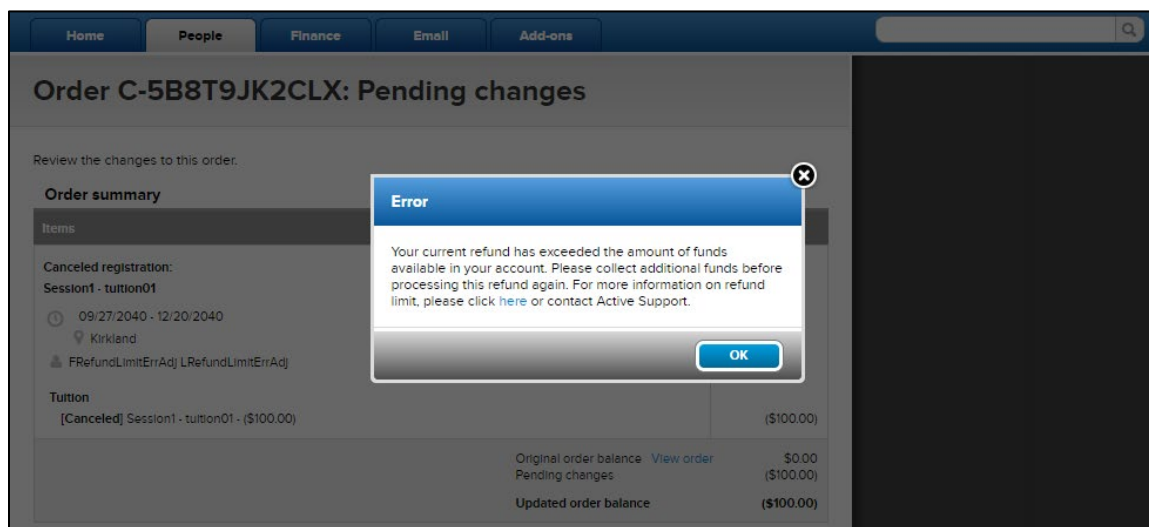 Home People Finance Email Add-ons
Order C-5B8T9JK2CLX: Pending changes
Review the changes to this order.
Order summary
Items
Error
Your current refund has exceeded the amount of funds
available in your account. Please collect additional funds before
processing this refund again. For more information on refund
limit, please click here or contact Active Support.
OK
Canceled registration:
Session1 - tuition01
09/27/2040 - 12/20/2040
Kirkland
FRefundLimitErrAdj LRefundLimitErrAdj
Tuition
[Canceled] Session1 - tuition01 - ($100.00) ($100.00)
Original order balance View order $0.00
Pending changes ($100.00)
Updated order balance ($100.00)